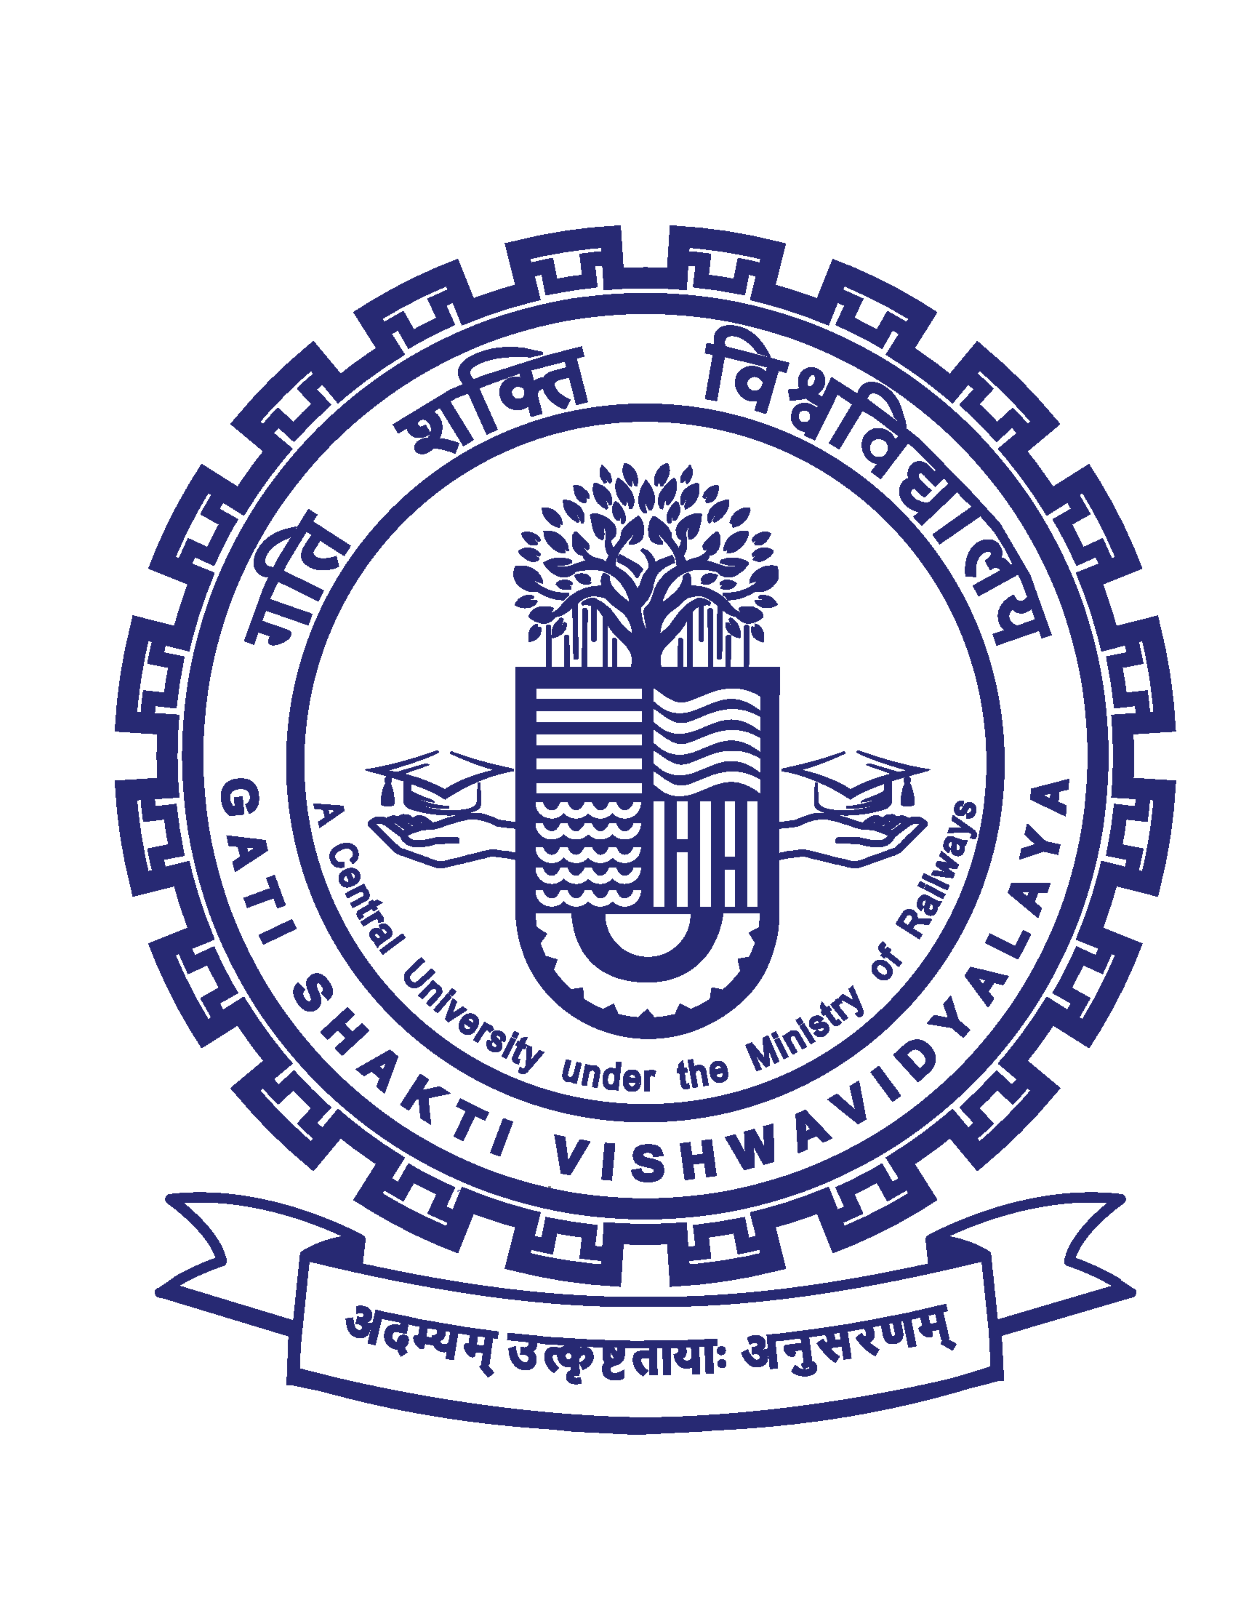 गति शक्ति विश्वविद्यालय
A Central University under the Ministry of Railways
GATI SHAKTI VISHWAVIDYALAYA
अदम्यम् उत्कृष्टतायाः अनुसरणम्